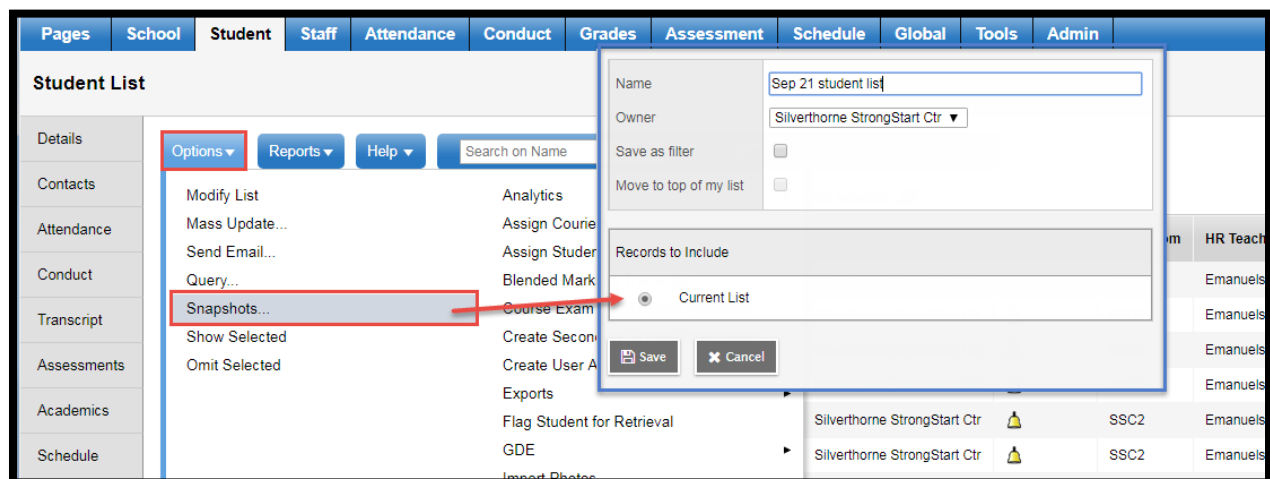 Pages School Student Staff Attendance Conduct Grades Assessment Schedule Global Tools Admin
Student List
Details
Contacts
Attendance
Conduct
Transcript
Assessments
Academics
Schedule
Options Reports Help Search on Name
Modify List
Mass Update...
Send Email...
Query...
Snapshots...
Show Selected
Omit Selected
Analytics
Assign Courie
Assign Studen
Blended Mark
Course Exam
Create Secon
Create User A
Exports
Flag Student for Retrieval
GDE
Import Photos
Name Sep 21 student list
Owner Silverthorne StrongStart Ctr
Save as filter
Move to top of my list
Records to Include
Current List
Save Cancel
om HR Teach
Emanuels
Emanuels
Emanuels
Emanuels
Silverthorne StrongStart Ctr SSC2 Emanuels
Silverthorne StrongStart Ctr SSC2 Emanuels